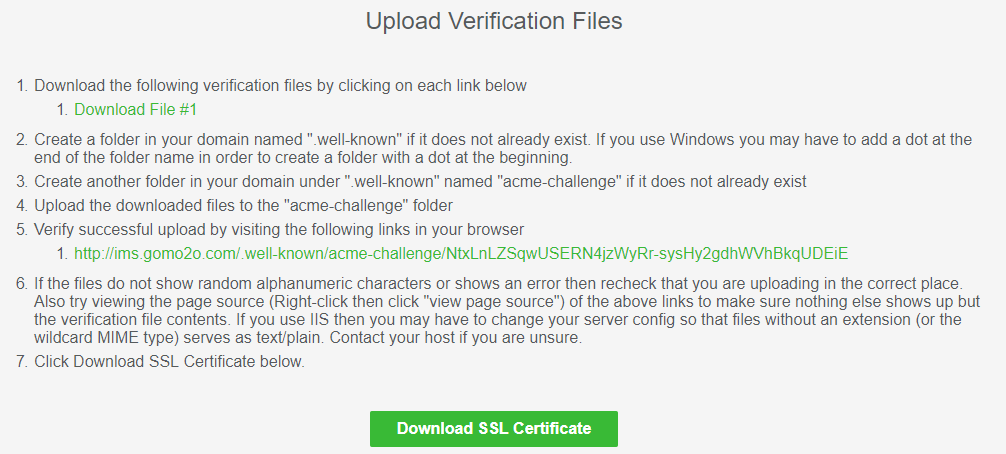 Upload Verification Files
1. Download the following verification files by clicking on each link below
1. Download File #1
2. Create a folder in your domain named ".well-known" if it does not already exist. If you use Windows you may have to add a dot at the
end of the folder name in order to create a folder with a dot at the beginning.
3. Create another folder in your domain under ".well-known" named "acme-challenge" if it does not already exist
4. Upload the downloaded files to the "acme-challenge" folder
5. Verify successful upload by visiting the following links in your browser
1. http://ims.gomo2o.com/.well-known/acme-challenge/NtxLnLZSqwUSERN4jzWyRr-sysHy2gdhWVhBkqUDEiE
6. If the files do not show random alphanumeric characters or shows an error then recheck that you are uploading in the correct place.
Also try viewing the page source (Right-click then click "view page source") of the above links to make sure nothing else shows up but
the verification file contents. If you use IIS then you may have to change your server config so that files without an extension (or the
wildcard MIME type) serves as text/plain. Contact your host if you are unsure.
7. Click Download SSL Certificate below.
Download SSL Certificate